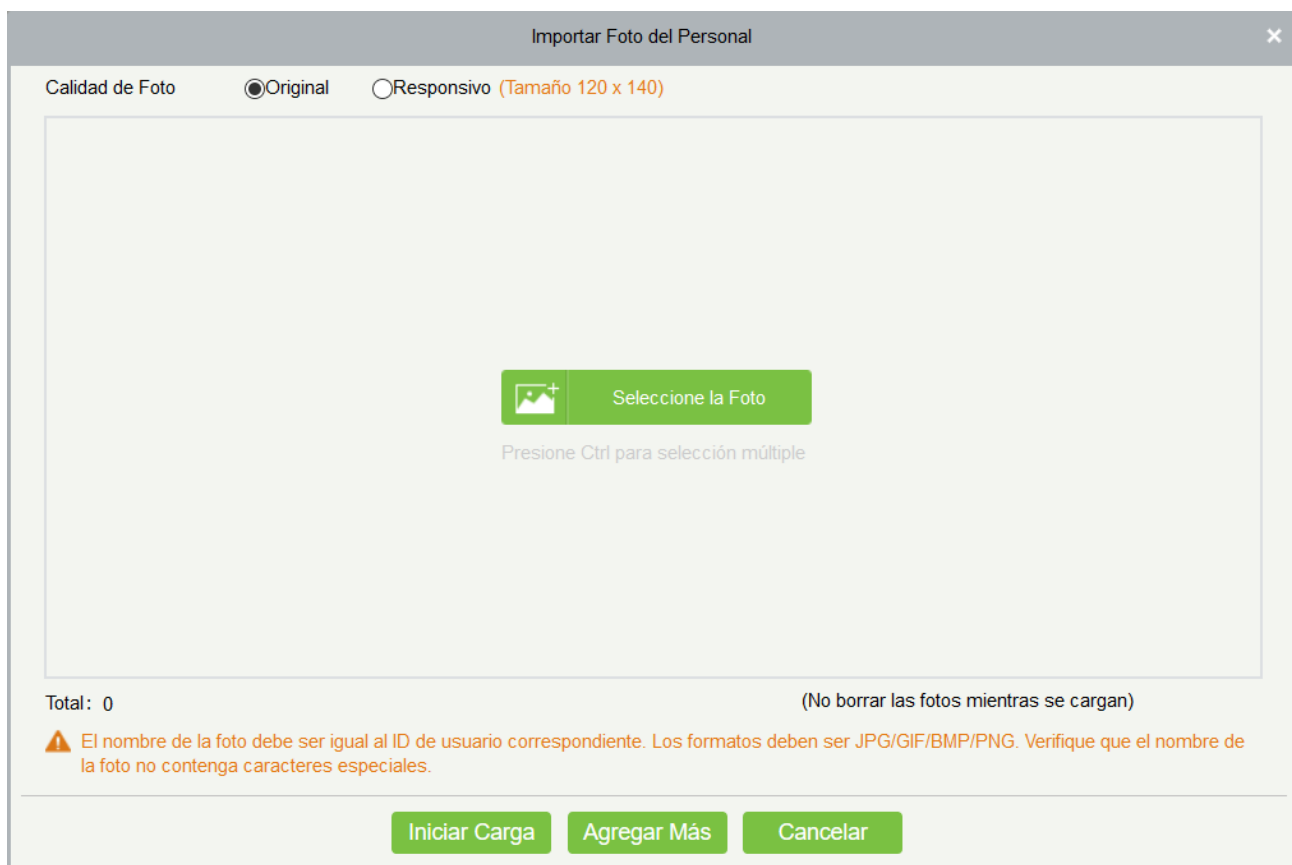 Importar Foto del Personal
Calidad de Foto Original Responsivo (Tamaño 120 x 140)
Seleccione la Foto
Presione Ctrl para selección múltiple
Total: 0 (No borrar las fotos mientras se cargan)
El nombre de la foto debe ser igual al ID de usuario correspondiente. Los formatos deben ser JPG/GIF/BMP/PNG. Verifique que el nombre de
la foto no contenga caracteres especiales.
Iniciar Carga Agregar Más Cancelar